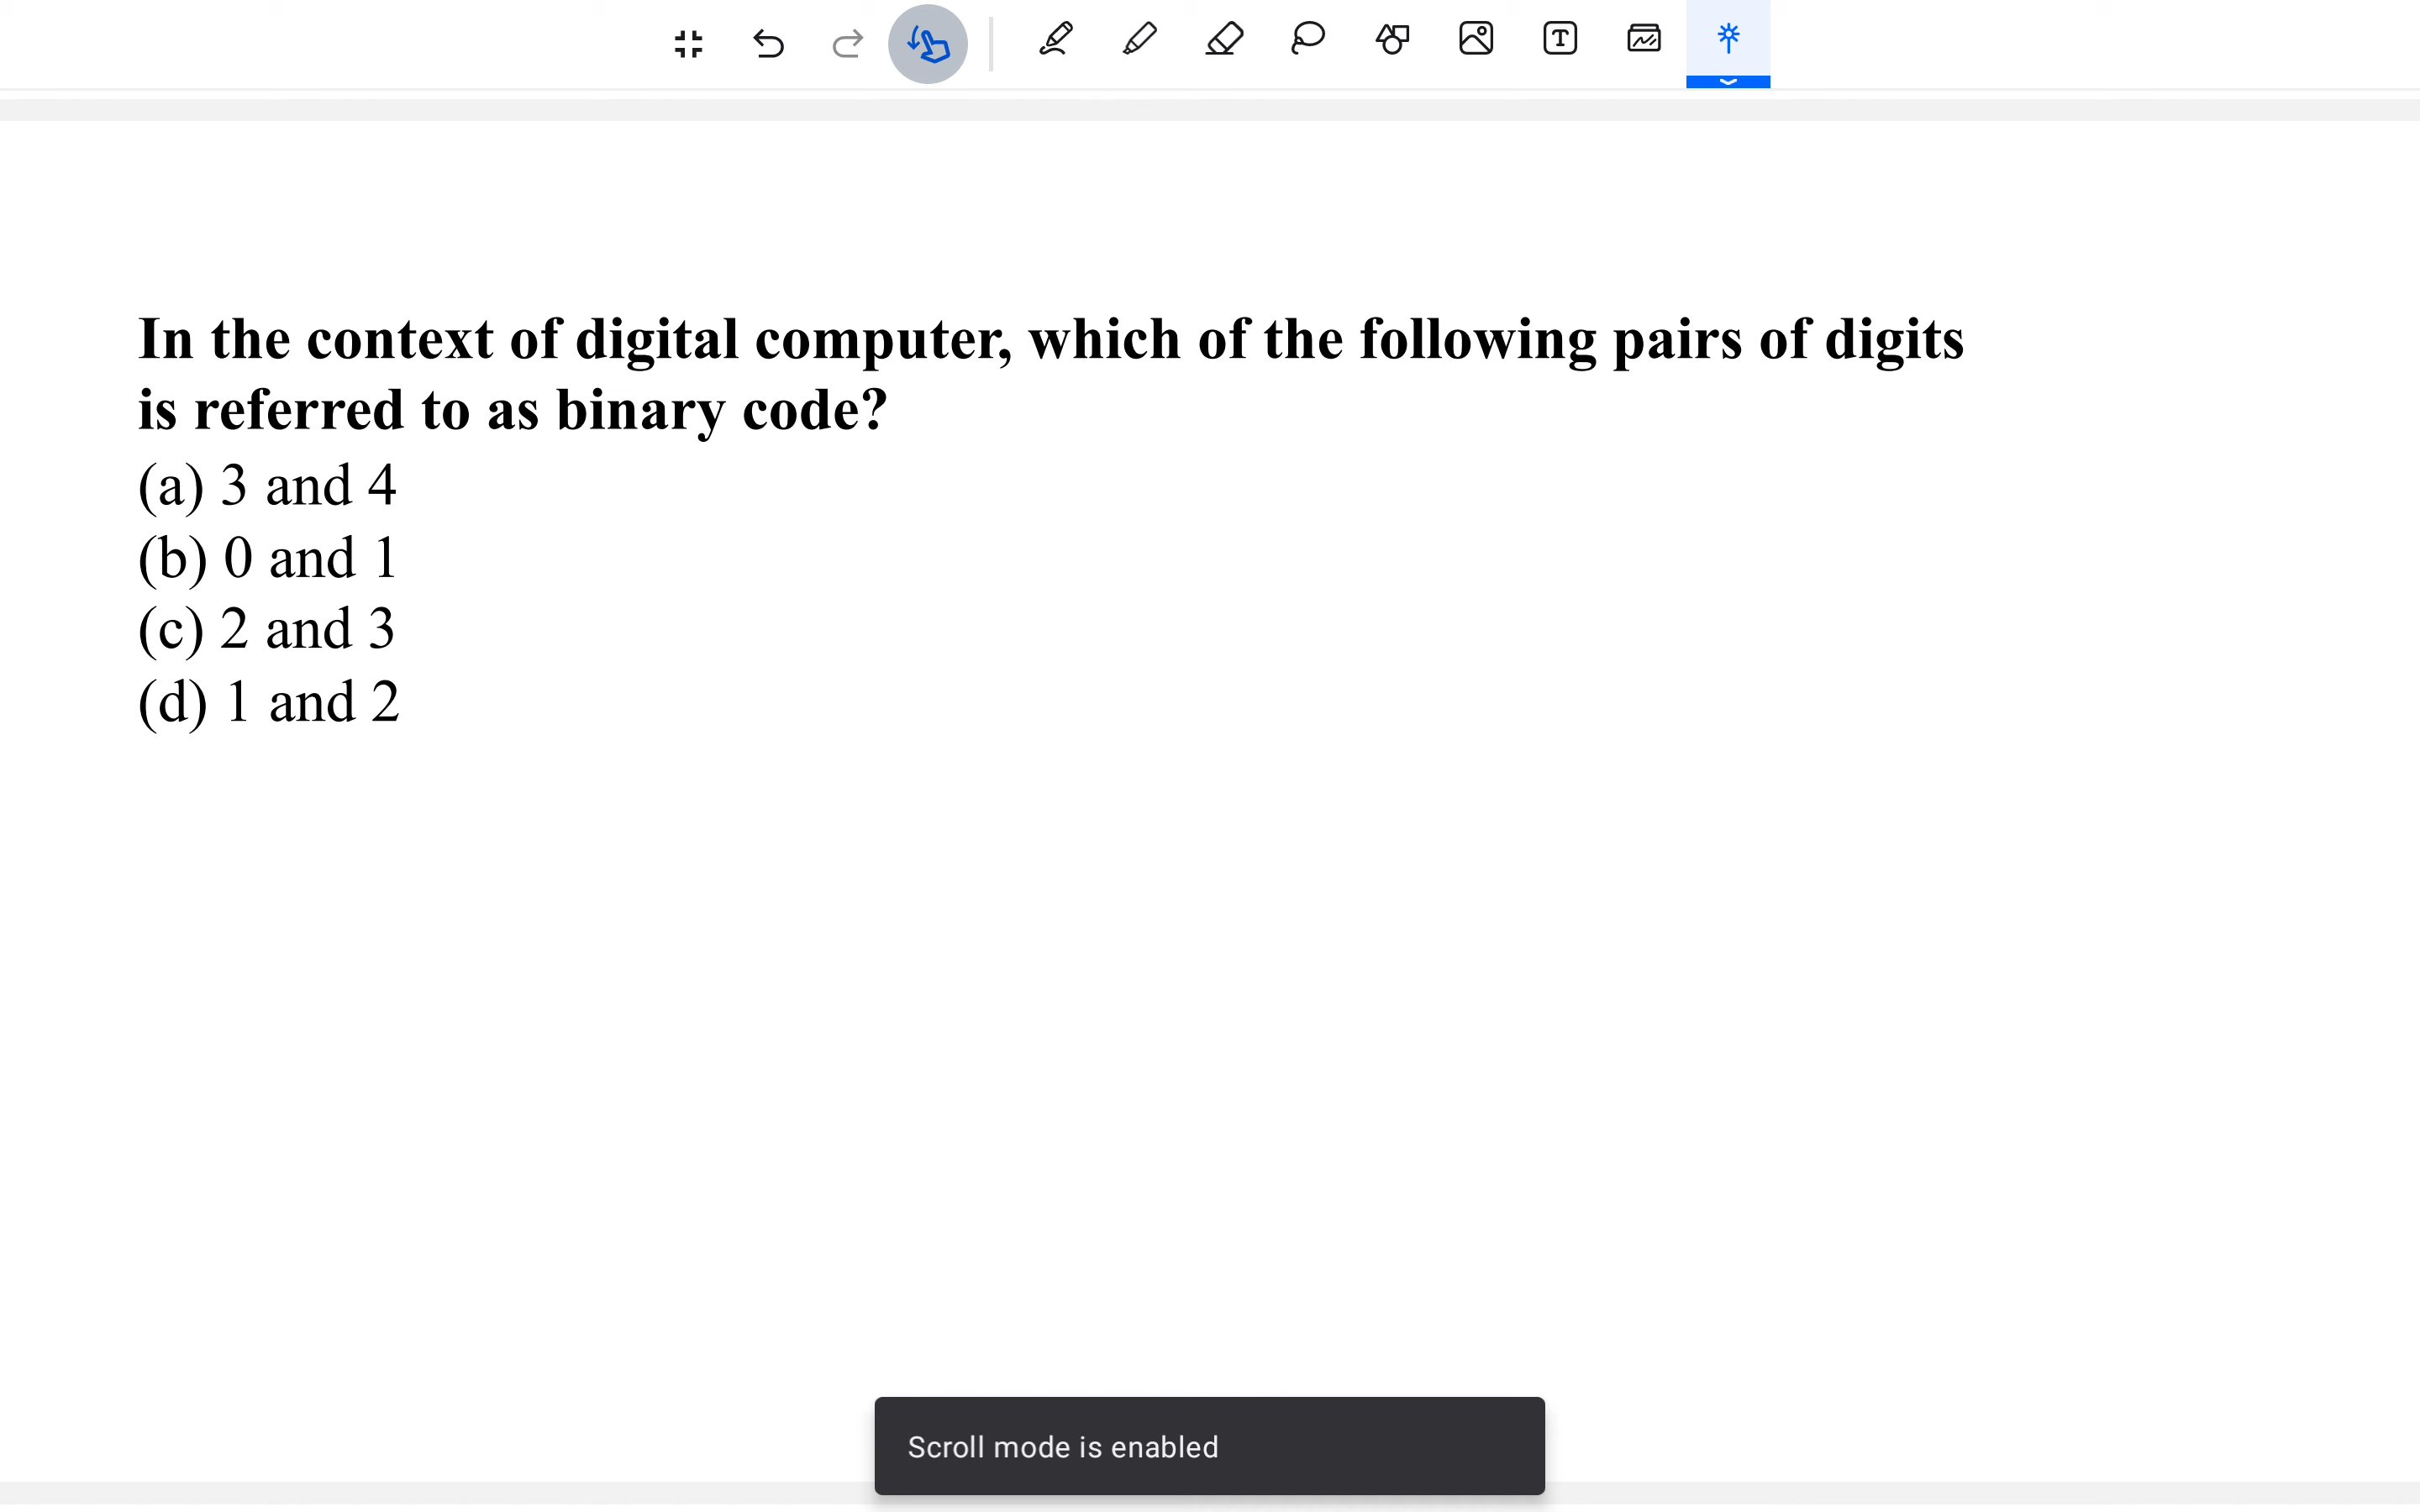 In the context of digital computer, which of the following pairs of digits
is referred to as binary code?
(a) 3 and 4
(b) 0 and 1
(c) 2 and 3
(d) 1 and 2
Scroll mode is enabled